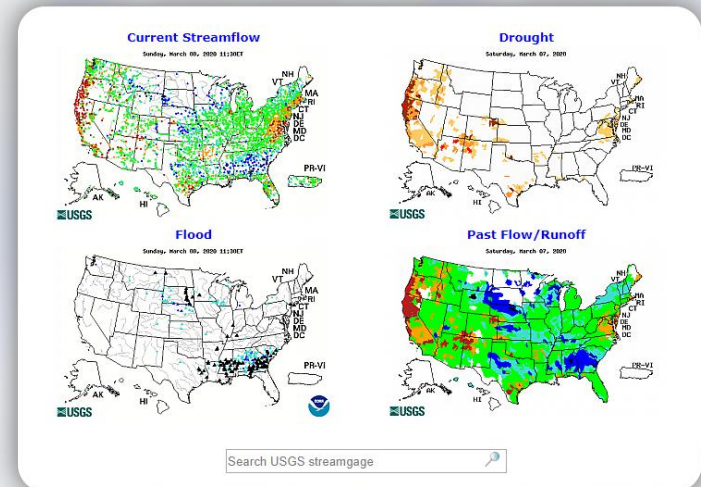 Current Streamflow
Sunday, March 08, 2020 11:30ET
NH
VT
MA
RI
CT
NJ
DE
MD
DC
PR-VI
AK
HI
USGS
Drought
Saturday, March 07, 2020
NH
VT
MA
RI
CT
NJ
DE
MD
DC
PR-VI
AK
HI
USGS
Flood
Sunday, March 08, 2020 11:30ET
NH
VT
MA
RI
CT
NJ
DE
MD
DC
PR-VI
AK
HI
USGS
Past Flow/Runoff
Saturday, March 07, 2020
NH
VT
MA
RI
CT
NJ
DE
MD
DC
PR-VI
AK
HI
USGS
Search USGS streamgage